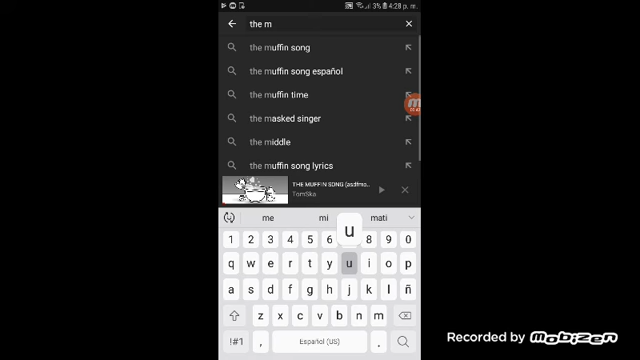 3% 4:28 p. m.
the m
the muffin song
the muffin song español
the muffin time
the masked singer
the middle
the muffin song lyrics
THE MUFFIN SONG (asdfmo...
TomSka
me mi mati
u
1 2 3 4 5 6 8 9 0
q w e r t y u i o p
a s d f g h j k l ñ
z x c v b n m
!#1 , Español (US) .
Recorded by mobizen